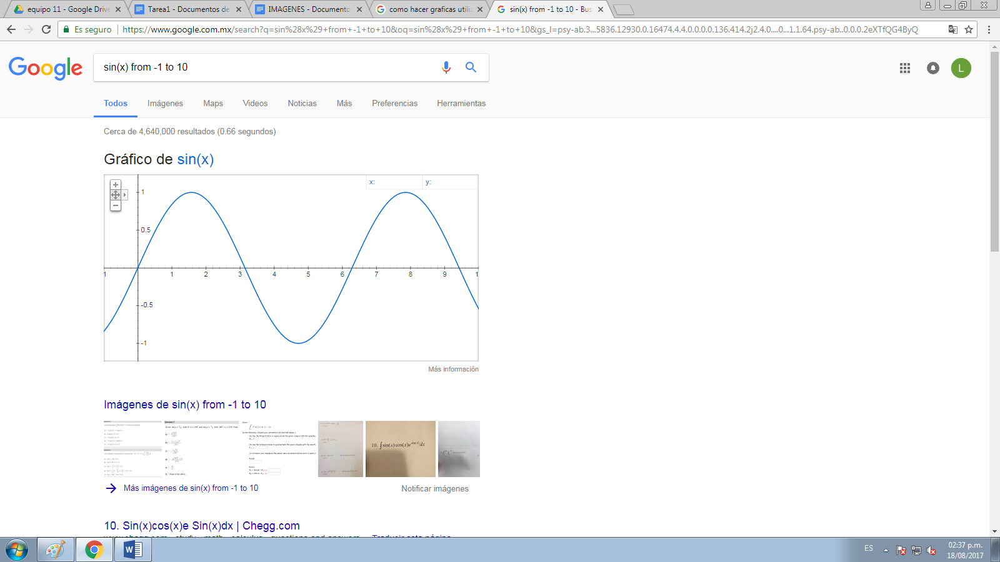 equipo 11 - Google Drive
Tarea1 - Documentos de
IMAGENES - Documento
como hacer graficas utiliz
sin(x) from -1 to 10 - Bus
Es seguro
https://www.google.com.mx/search?q=sin%28x%29+from+-1+to+10&oq=sin%28x%29+from+-1+to+10&gs_l=psy-ab.3...5836.12930.0.16474.4.4.0.0.0.0.136.414.2j2.4.0....0...1.1.64.psy-ab..0.0.0.2eXTfQG4ByQ
Google
sin(x) from -1 to 10
L
Todos Imágenes Maps Videos Noticias Más Preferencias Herramientas
Cerca de 4,640,000 resultados (0.66 segundos)
Gráfico de sin(x)
x: y:
1
0.5
1 1 2 3 4 5 6 7 8 9 1
-0.5
-1
Más información
Imágenes de sin(x) from -1 to 10
10. ∫ sin(x) cos(x)e^sin(x) dx
Más imágenes de sin(x) from -1 to 10
Notificar imágenes
10. Sin(x)cos(x)e Sin(x)dx | Chegg.com
ES
02:37 p.m.
18/08/2017